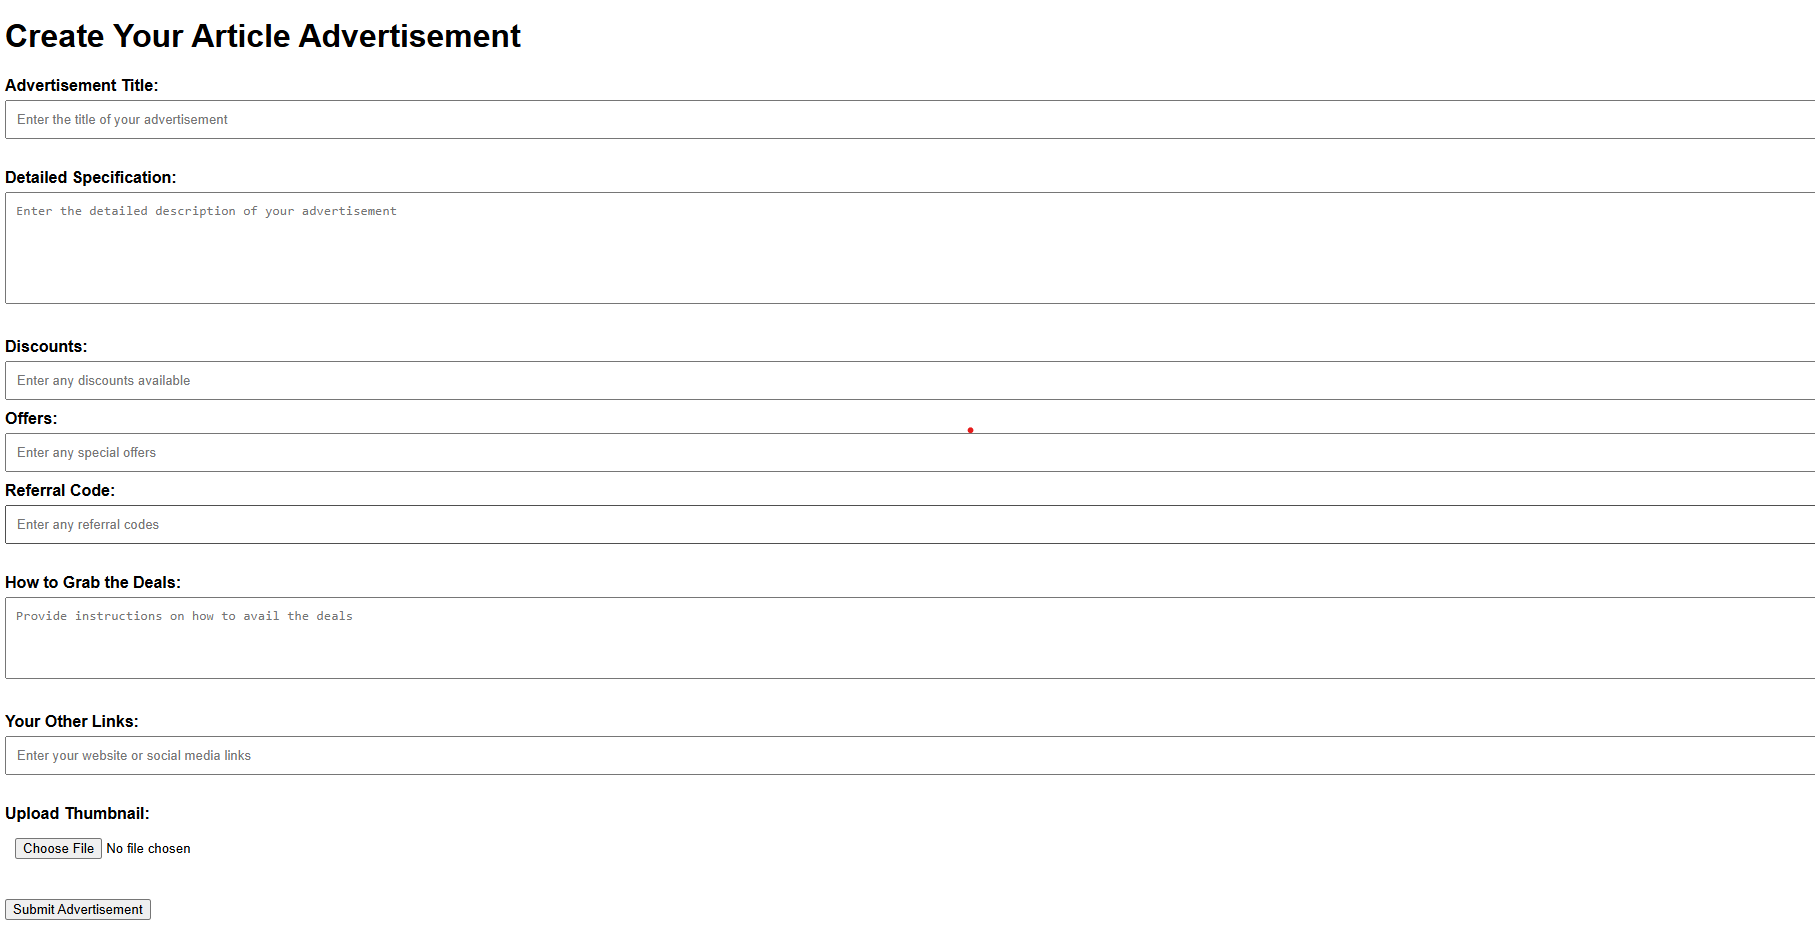 Create Your Article Advertisement
Advertisement Title:
Enter the title of your advertisement
Detailed Specification:
Enter the detailed description of your advertisement
Discounts:
Enter any discounts available
Offers:
Enter any special offers
Referral Code:
Enter any referral codes
How to Grab the Deals:
Provide instructions on how to avail the deals
Your Other Links:
Enter your website or social media links
Upload Thumbnail:
Choose File No file chosen
Submit Advertisement